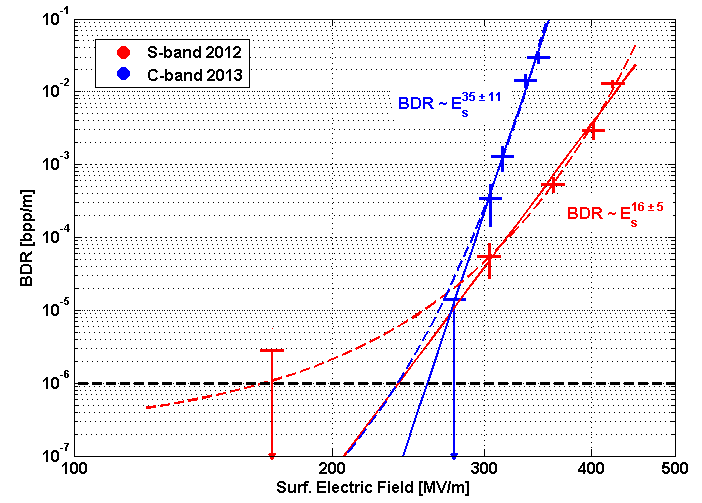 10^-1
10^-2
10^-3
10^-4
10^-5
10^-6
10^-7
BDR [bpp/m]
S-band 2012
C-band 2013
BDR ~ E_s^35 ± 11
BDR ~ E_s^16 ± 5
100
200
300
400
500
Surf. Electric Field [MV/m]